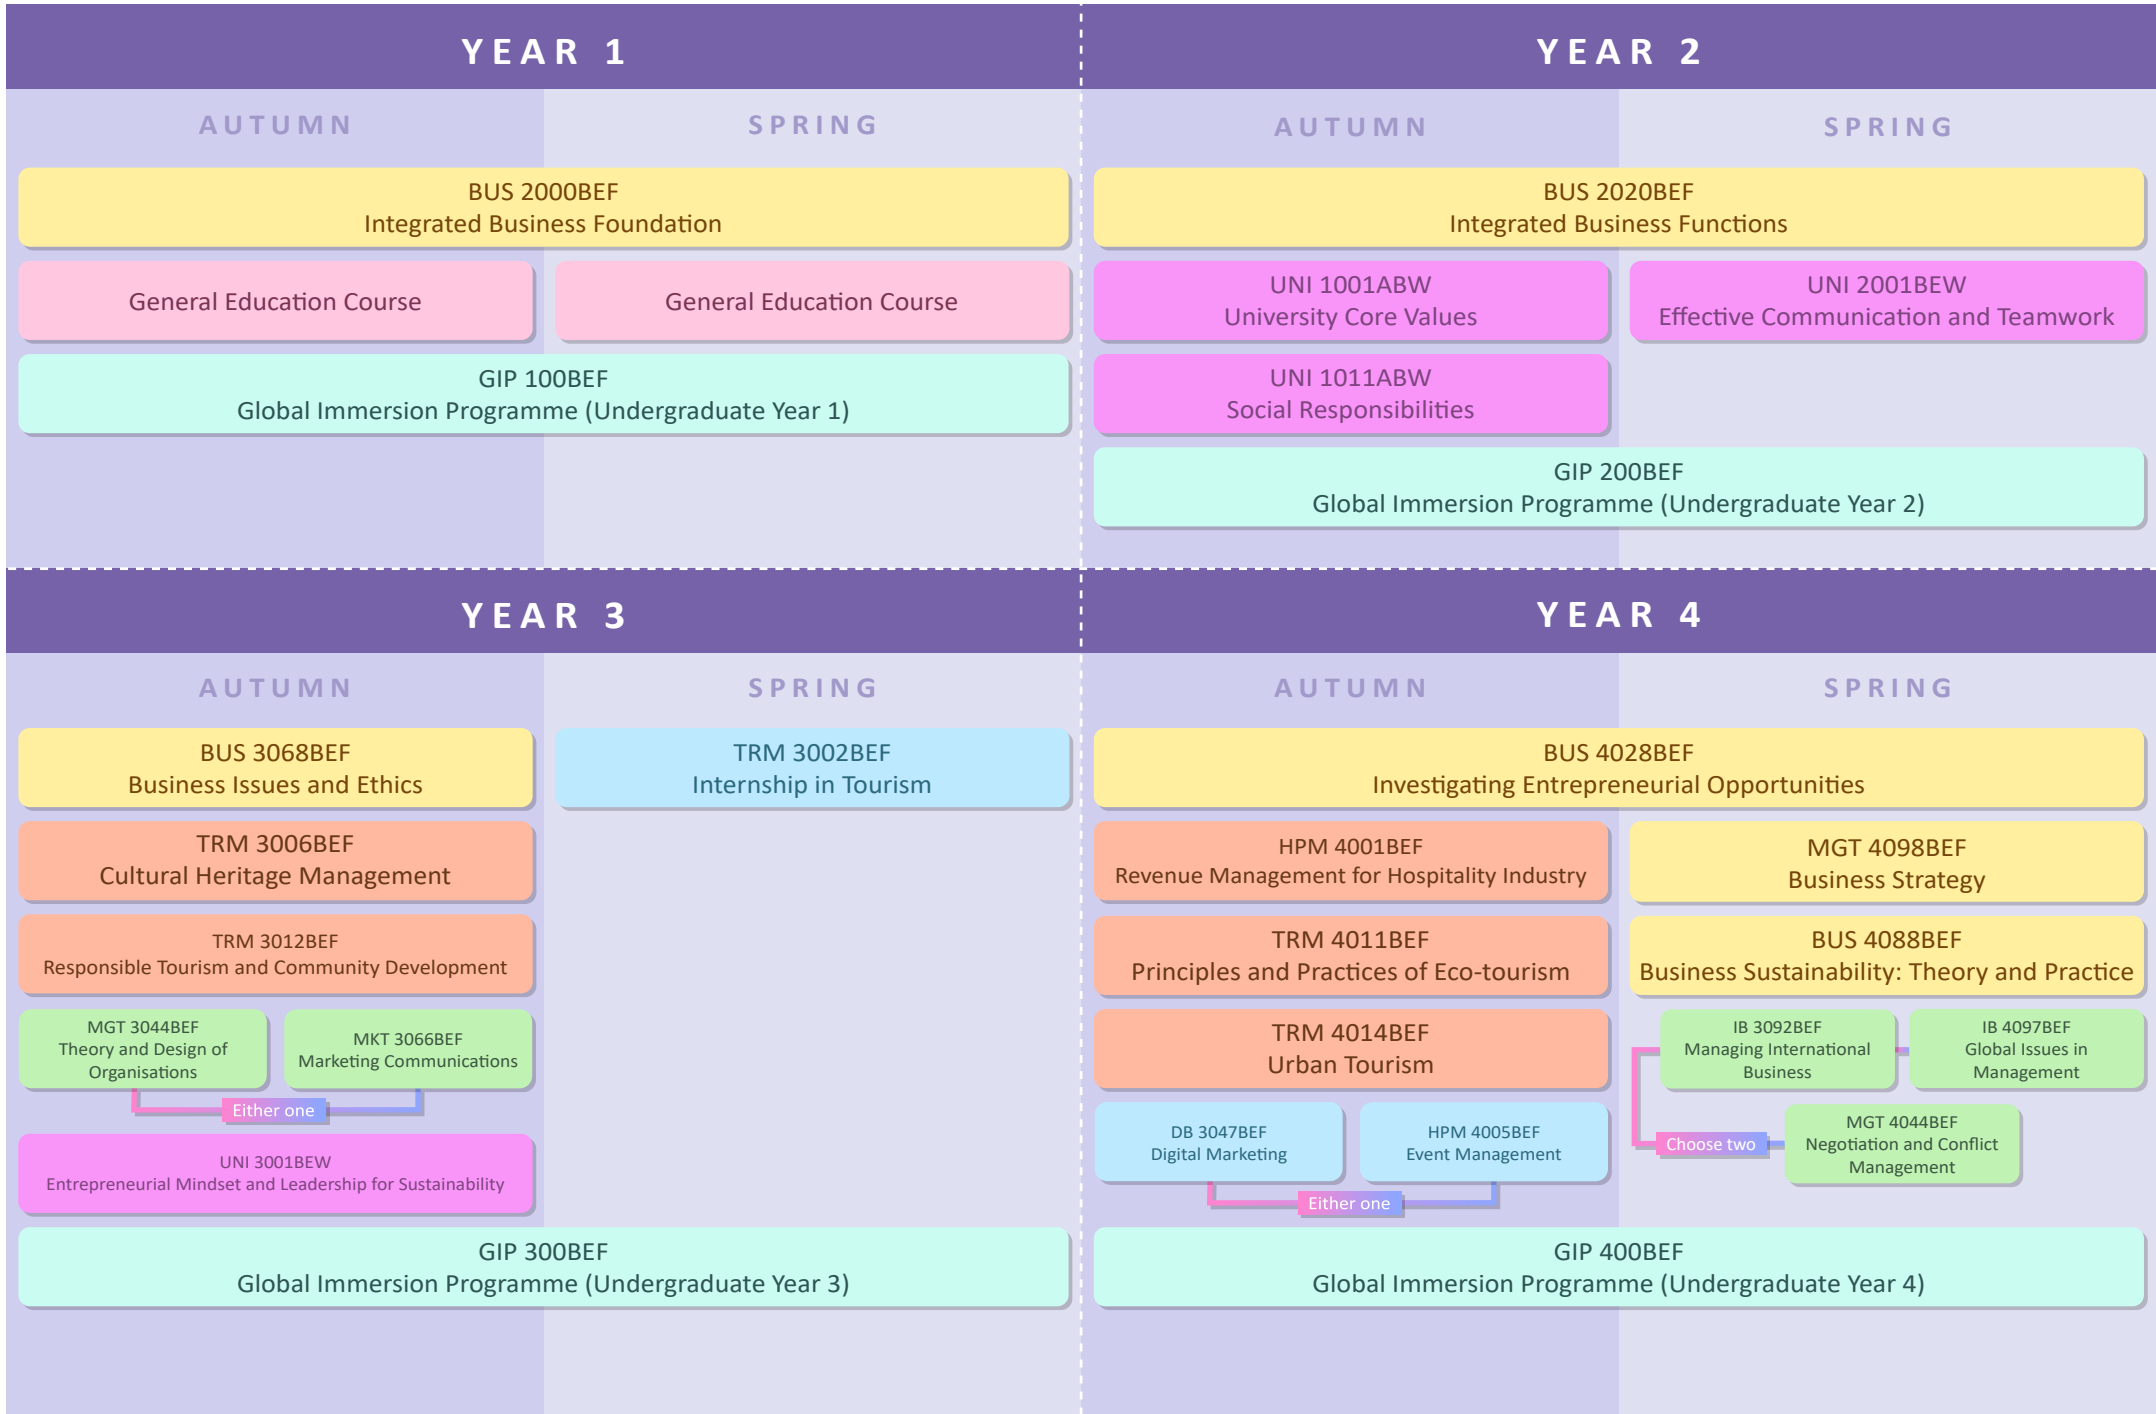 YEAR 1
AUTUMN
SPRING
BUS 2000BEF
Integrated Business Foundation
General Education Course
General Education Course
GIP 100BEF
Global Immersion Programme (Undergraduate Year 1)
YEAR 2
AUTUMN
SPRING
BUS 2020BEF
Integrated Business Functions
UNI 1001ABW
University Core Values
UNI 2001BEW
Effective Communication and Teamwork
UNI 1011ABW
Social Responsibilities
GIP 200BEF
Global Immersion Programme (Undergraduate Year 2)
YEAR 3
AUTUMN
SPRING
BUS 3068BEF
Business Issues and Ethics
TRM 3002BEF
Internship in Tourism
TRM 3006BEF
Cultural Heritage Management
TRM 3012BEF
Responsible Tourism and Community Development
MGT 3044BEF
Theory and Design of
Organisations
MKT 3066BEF
Marketing Communications
Either one
UNI 3001BEW
Entrepreneurial Mindset and Leadership for Sustainability
GIP 300BEF
Global Immersion Programme (Undergraduate Year 3)
YEAR 4
AUTUMN
SPRING
BUS 4028BEF
Investigating Entrepreneurial Opportunities
HPM 4001BEF
Revenue Management for Hospitality Industry
MGT 4098BEF
Business Strategy
TRM 4011BEF
Principles and Practices of Eco-tourism
BUS 4088BEF
Business Sustainability: Theory and Practice
TRM 4014BEF
Urban Tourism
IB 3092BEF
Managing International
Business
IB 4097BEF
Global Issues in
Management
DB 3047BEF
Digital Marketing
HPM 4005BEF
Event Management
Either one
Choose two
MGT 4044BEF
Negotiation and Conflict
Management
GIP 400BEF
Global Immersion Programme (Undergraduate Year 4)